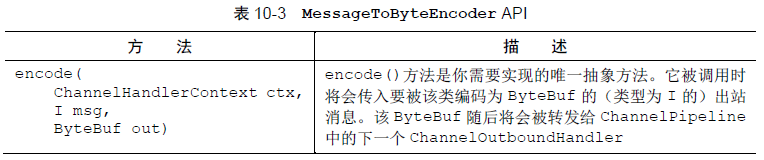 表 10-3 MessageToByteEncoder API
方 法 描 述
encode(
ChannelHandlerContext ctx,
I msg,
ByteBuf out)
encode()方法是你需要实现的唯一抽象方法。它被调用时
将会传入要被该类编码为 ByteBuf 的（类型为 I 的）出站
消息。该 ByteBuf 随后将会被转发给 ChannelPipeline
中的下一个 ChannelOutboundHandler